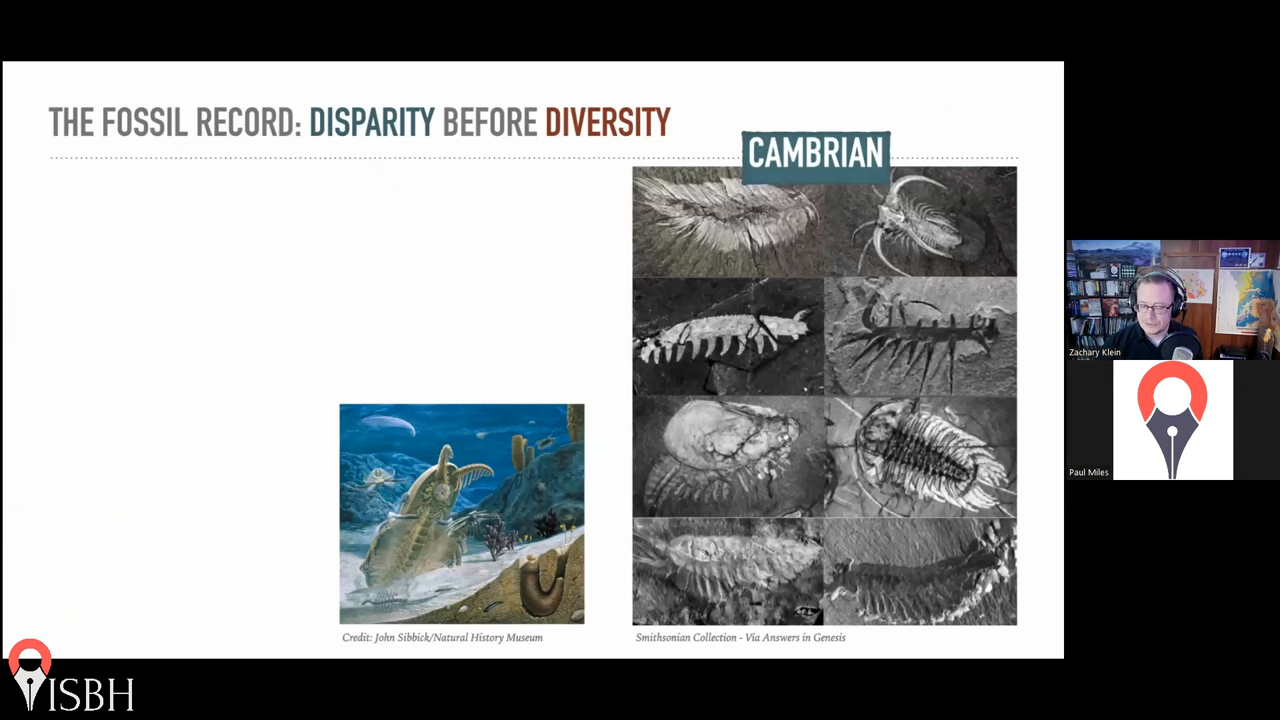 THE FOSSIL RECORD: DISPARITY BEFORE DIVERSITY
CAMBRIAN
Credit: John Sibbick/Natural History Museum
Smithsonian Collection - Via Answers in Genesis
Zachary Klein
Paul Miles
ISBH